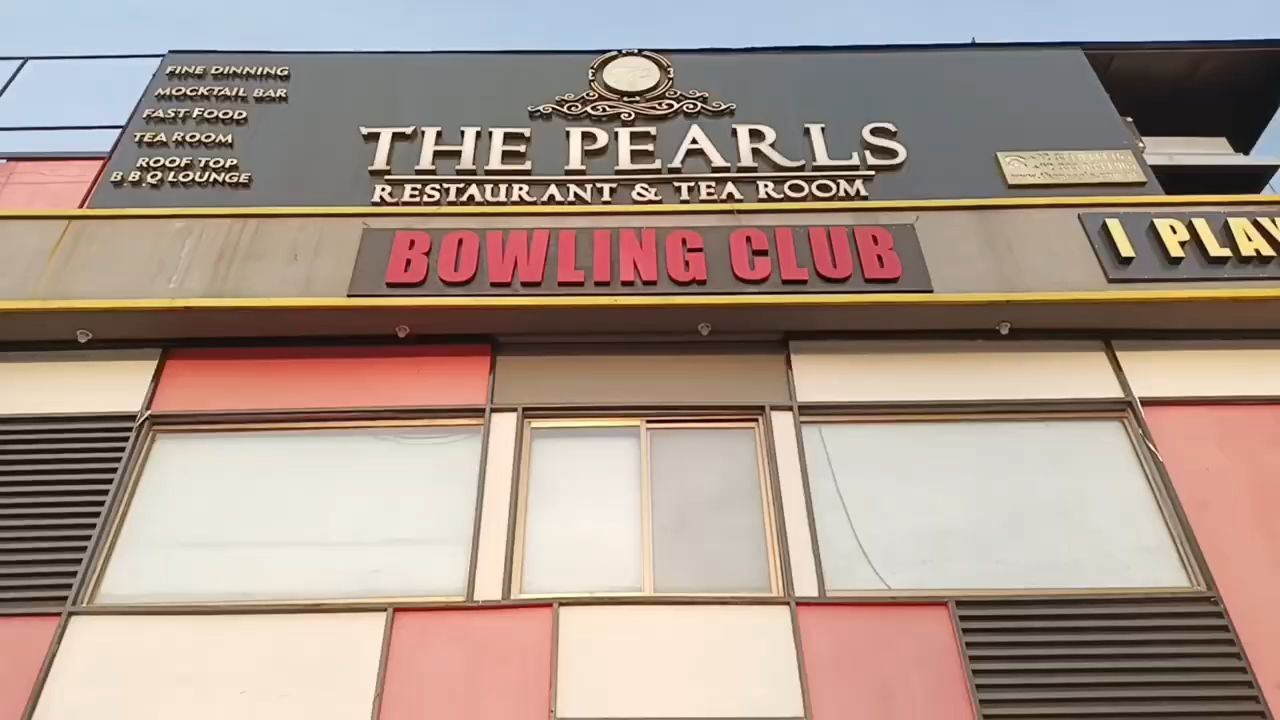 FINE DINNING
MOCKTAIL BAR
FAST FOOD
TEA ROOM
ROOF TOP
B B Q LOUNGE
THE PEARLS
RESTAURANT & TEA ROOM
BOWLING CLUB
I PLAY